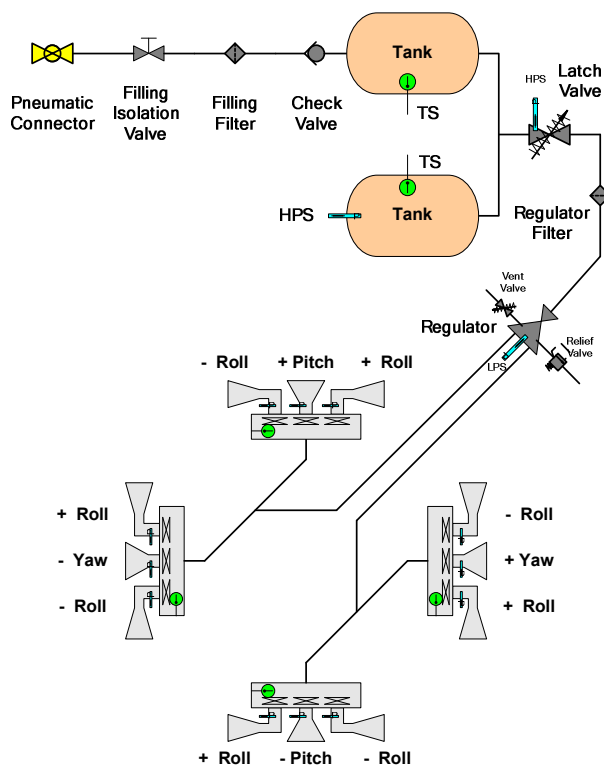 Tank
HPS
Latch
Valve
Pneumatic
Connector
Filling
Isolation
Valve
Filling
Filter
Check
Valve
TS
TS
HPS
Tank
Regulator
Filter
Vent
Valve
Regulator
Relief
Valve
LPS
- Roll + Pitch + Roll
+ Roll
- Yaw
- Roll
- Roll
+ Yaw
+ Roll
+ Roll - Pitch - Roll